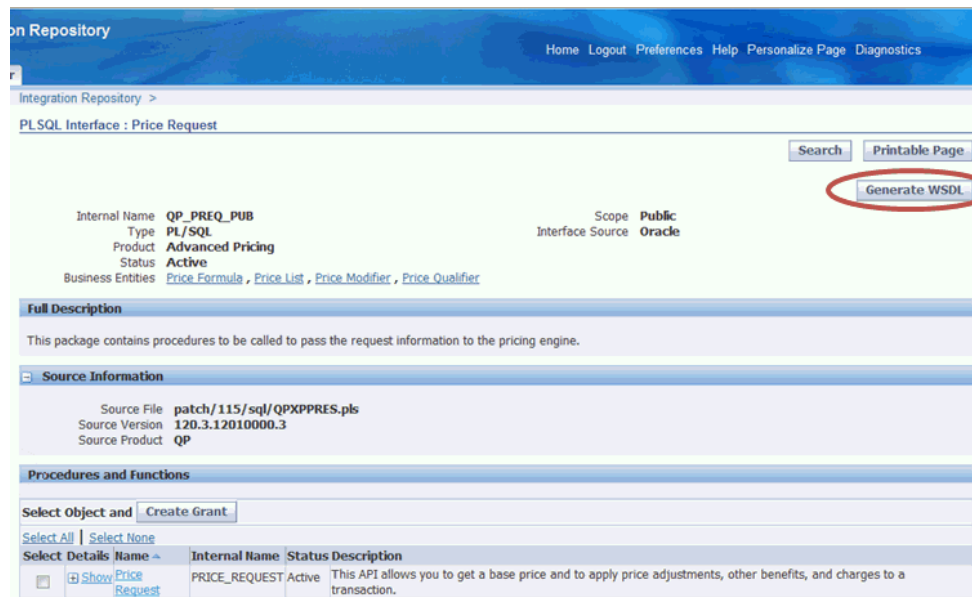 on Repository
Home Logout Preferences Help Personalize Page Diagnostics
r
Integration Repository >
PLSQL Interface : Price Request
Search Printable Page
Generate WSDL
Internal Name QP_PREQ_PUB Scope Public
Type PL/SQL Interface Source Oracle
Product Advanced Pricing
Status Active
Business Entities Price Formula , Price List , Price Modifier , Price Qualifier
Full Description
This package contains procedures to be called to pass the request information to the pricing engine.
Source Information
Source File patch/115/sql/QPXPPRES.pls
Source Version 120.3.12010000.3
Source Product QP
Procedures and Functions
Select Object and Create Grant
Select All | Select None
Select Details Name Internal Name Status Description
Show Price Request PRICE_REQUEST Active This API allows you to get a base price and to apply price adjustments, other benefits, and charges to a
transaction.